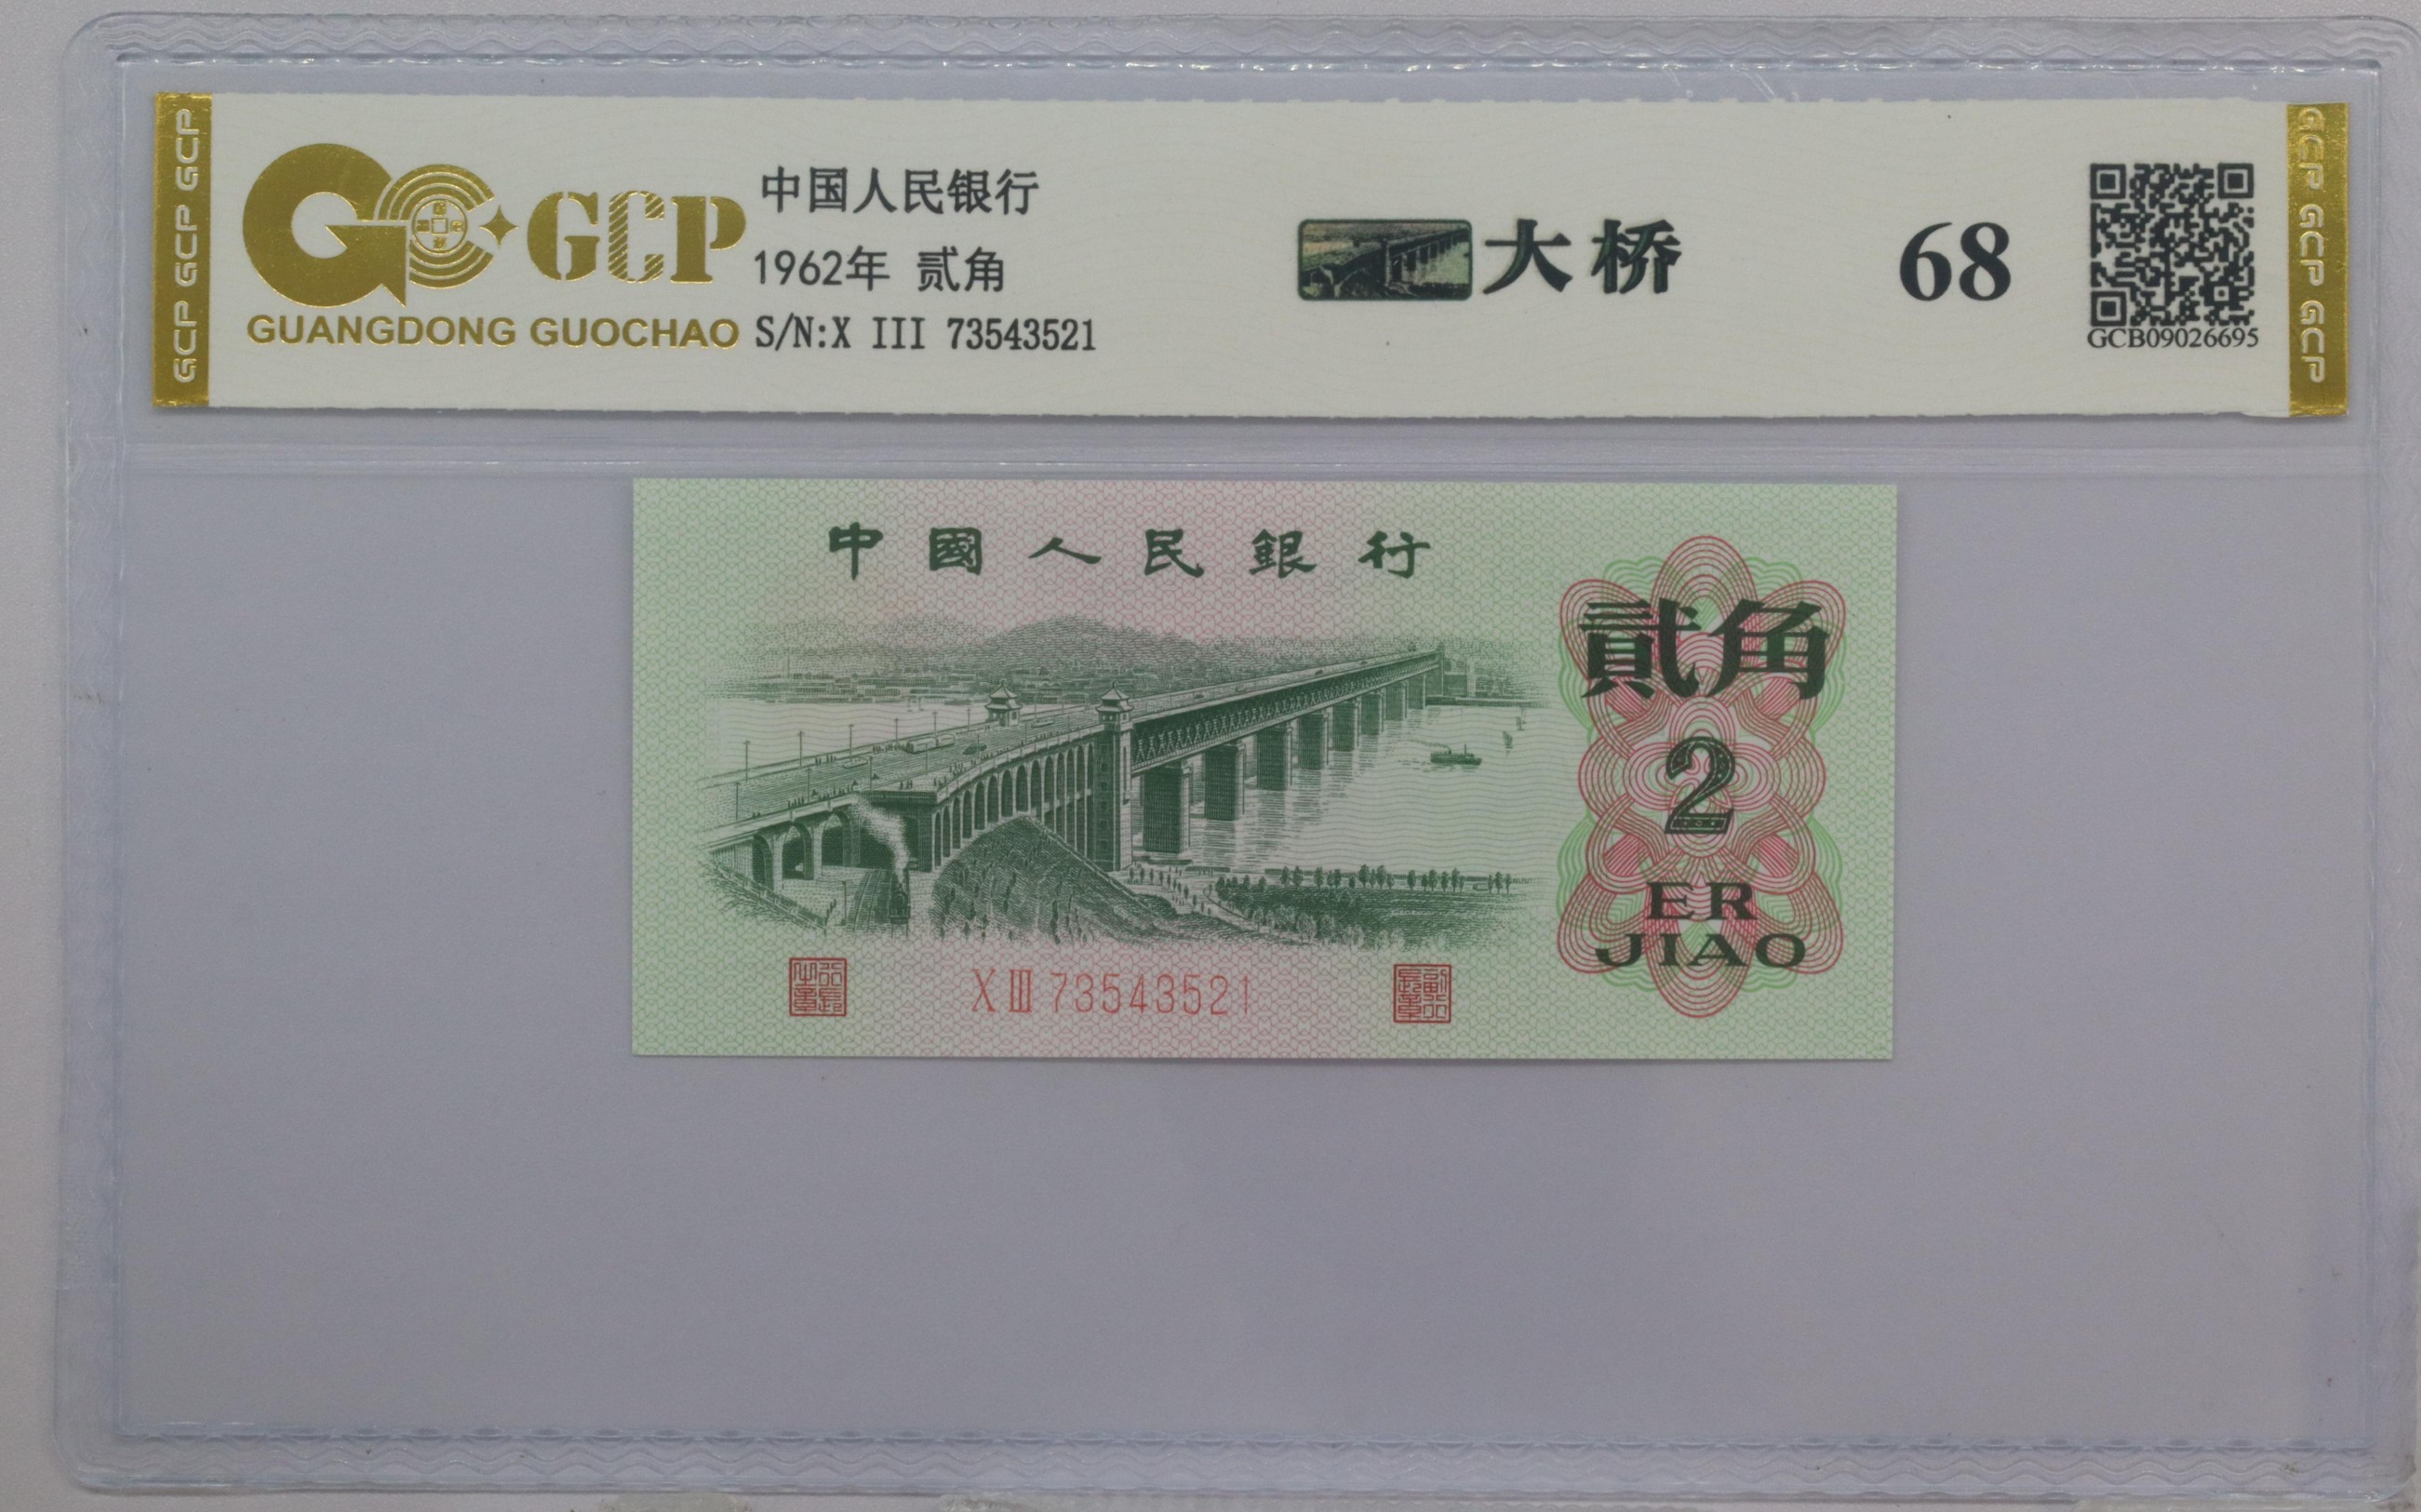 GCP GCP GCP
GCP
GUANGDONG GUOCHAO
中国人民银行
1962年 贰角
S/N:X III 73543521
大桥
68
GCB09026695
GCP GCP GCP
中國人民銀行
貳角
2
ER
JIAO
X III 73543521